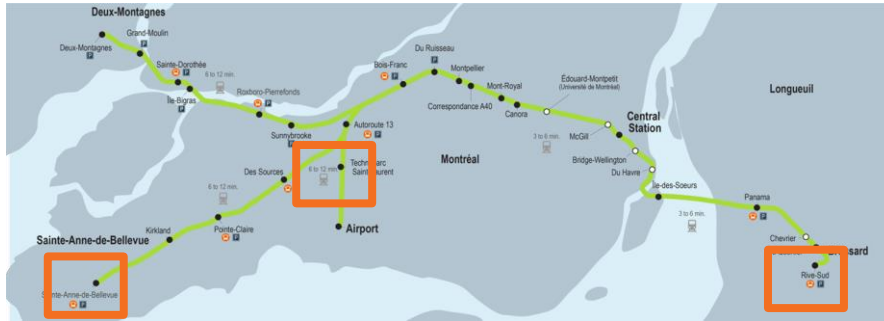 Deux-Montagnes
Grand-Moulin
Deux-Montagnes
P
P
Sainte-Dorothée
P
Île-Bigras
P
6 to 12 min.
Roxboro-Pierrefonds
P
Sunnybrooke
P
Bois-Franc
P
Du Ruisseau
P
Montpellier
Mont-Royal
Correspondance A40
Canora
Édouard-Montpetit
(Université de Montréal)
Longueuil
Autoroute 13
P
Central
Station
McGill
3 to 6 min.
Bridge-Wellington
Du Havre
Montréal
Des Sources
6 to 12 min.
6 to 12 min.
Île-des-Soeurs
Panama
P
3 to 6 min.
Pointe-Claire
P
Kirkland
Airport
Chevrier
Sainte-Anne-de-Bellevue
Sainte-Anne-de-Bellevue
P
Rive-Sud
P